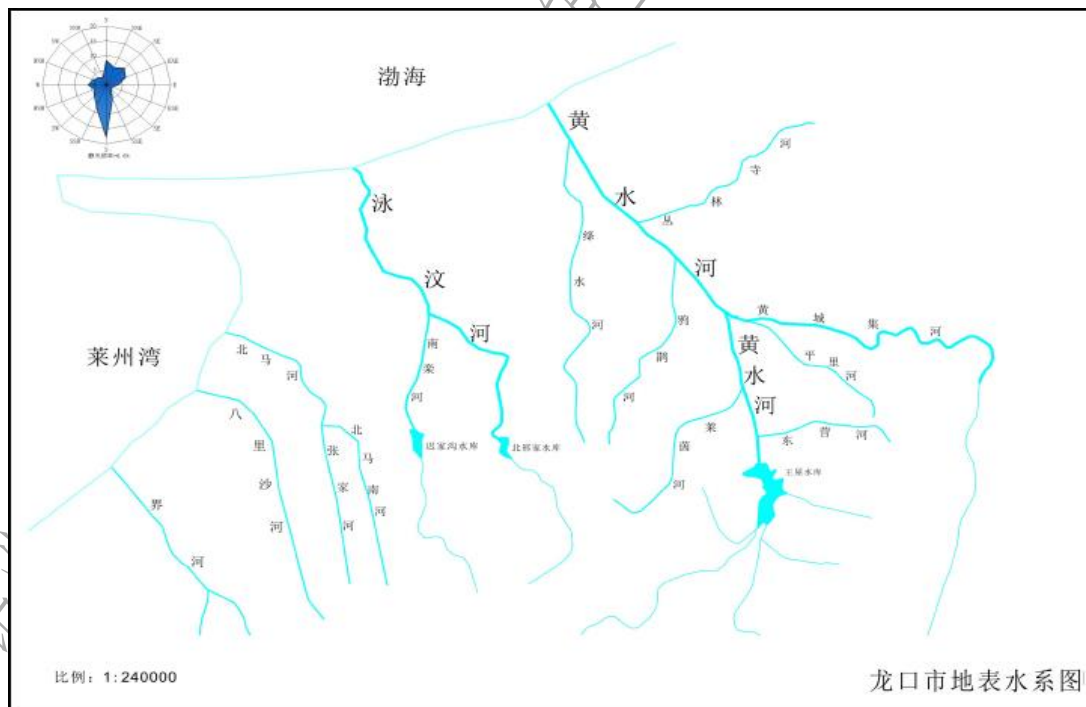 渤海
莱州湾
黄水河
泳汶河
丛林寺河
绛水河
鸦鹊河
黄城集河
平里河
黄水河
莱茵河
东营河
王屋水库
南栾河
迟家沟水库
北邢家水库
北马河
八里沙河
张家河
北马南河
界河
比例：1:240000
龙口市地表水系图